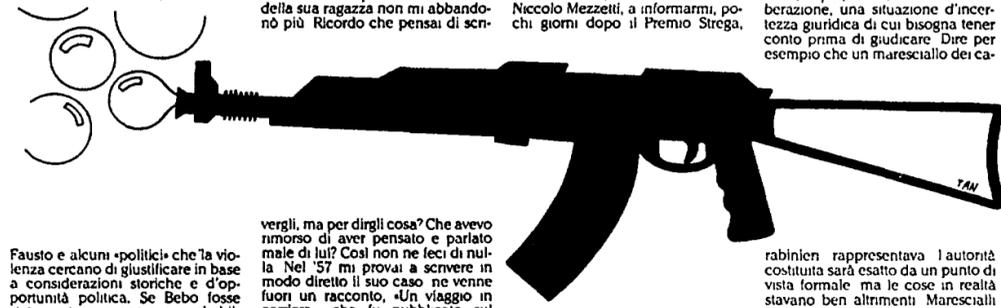 Fausto e alcuni «politici» che la vio-
lenza cercano di giustificare in base
a considerazioni storiche e d'op-
portunità politica. Se Bebo fosse
della sua ragazza non mi abbando-
nò più Ricordo che pensai di scri-
vergli, ma per dirgli cosa? Che avevo
rimorso di aver pensato e parlato
male di lui? Così non ne feci di nul-
la Nel '57 mi provai a scrivere in
modo diretto il suo caso ne venne
fuori un racconto, «Un viaggio in
Niccolo Mezzetti, a informarmi, po-
chi giorni dopo il Premio Strega,
berazione, una situazione d'incer-
tezza giuridica di cui bisogna tener
conto prima di giudicare Dire per
esempio che un maresciallo dei ca-
TAN
rabinieri rappresentava l autorità
costituita sarà esatto da un punto di
vista formale ma le cose in realtà
stavano ben altrimenti Marescialli